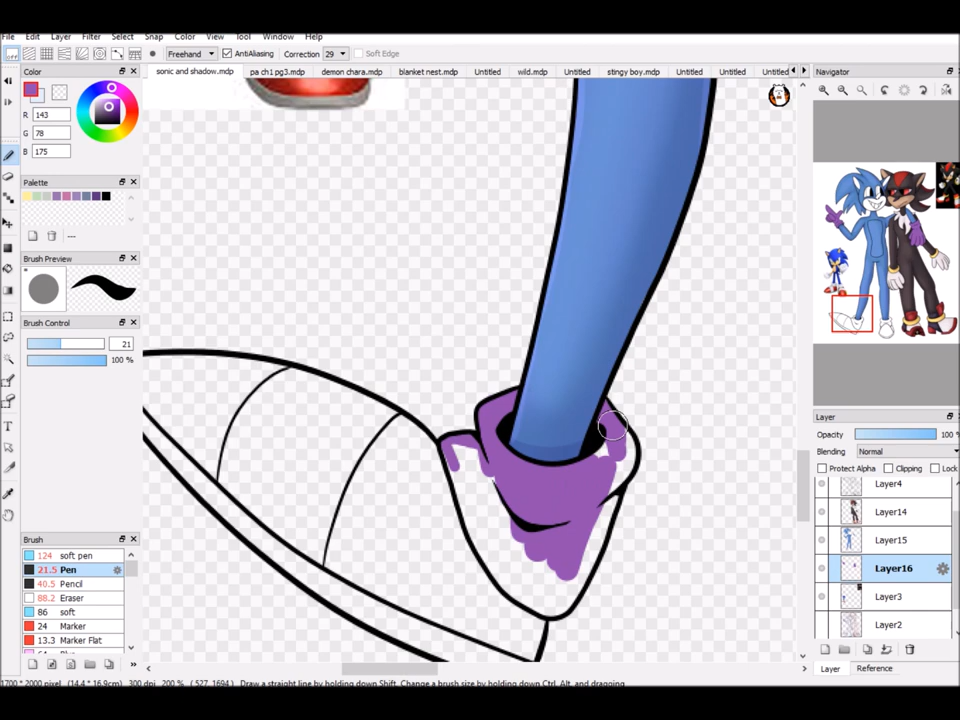 File Edit Layer Filter Select Snap Color View Tool Window Help
off Freehand AntiAliasing Correction 29 Soft Edge
Color
sonic and shadow.mdp pa ch1 pg3.mdp demon chara.mdp blanket nest.mdp Untitled wild.mdp Untitled stingy boy.mdp Untitled Untitled Untitled
Navigator
R 143
G 78
B 175
Palette
---
Brush Preview
Brush Control
21
100 %
Brush
124 soft pen
21.5 Pen
40.5 Pencil
88.2 Eraser
86 soft
24 Marker
13.3 Marker Flat
Layer
Opacity 100 %
Blending Normal
Protect Alpha Clipping Lock
Layer4
Layer14
Layer15
Layer16
Layer3
Layer2
Layer Reference
1700 * 2000 pixel (14.4 * 16.9cm) 300 dpi 200 % ( 527, 1694 ) Draw a straight line by holding down Shift, Change a brush size by holding down Ctrl, Alt, and dragging